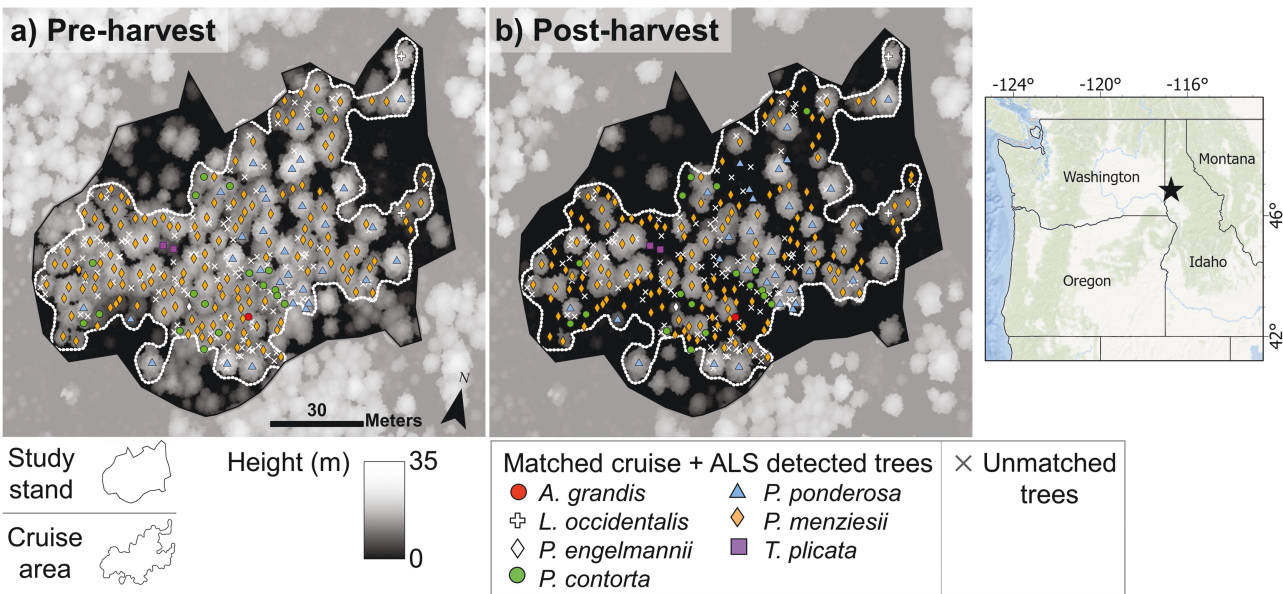 a) Pre-harvest
b) Post-harvest
-124° -120° -116°
Washington
Montana
Oregon
Idaho
46°
42°
N
30
Meters
Study
stand
Cruise
area
Height (m)
35
0
Matched cruise + ALS detected trees
A. grandis
L. occidentalis
P. engelmannii
P. contorta
P. ponderosa
P. menziesii
T. plicata
Unmatched
trees